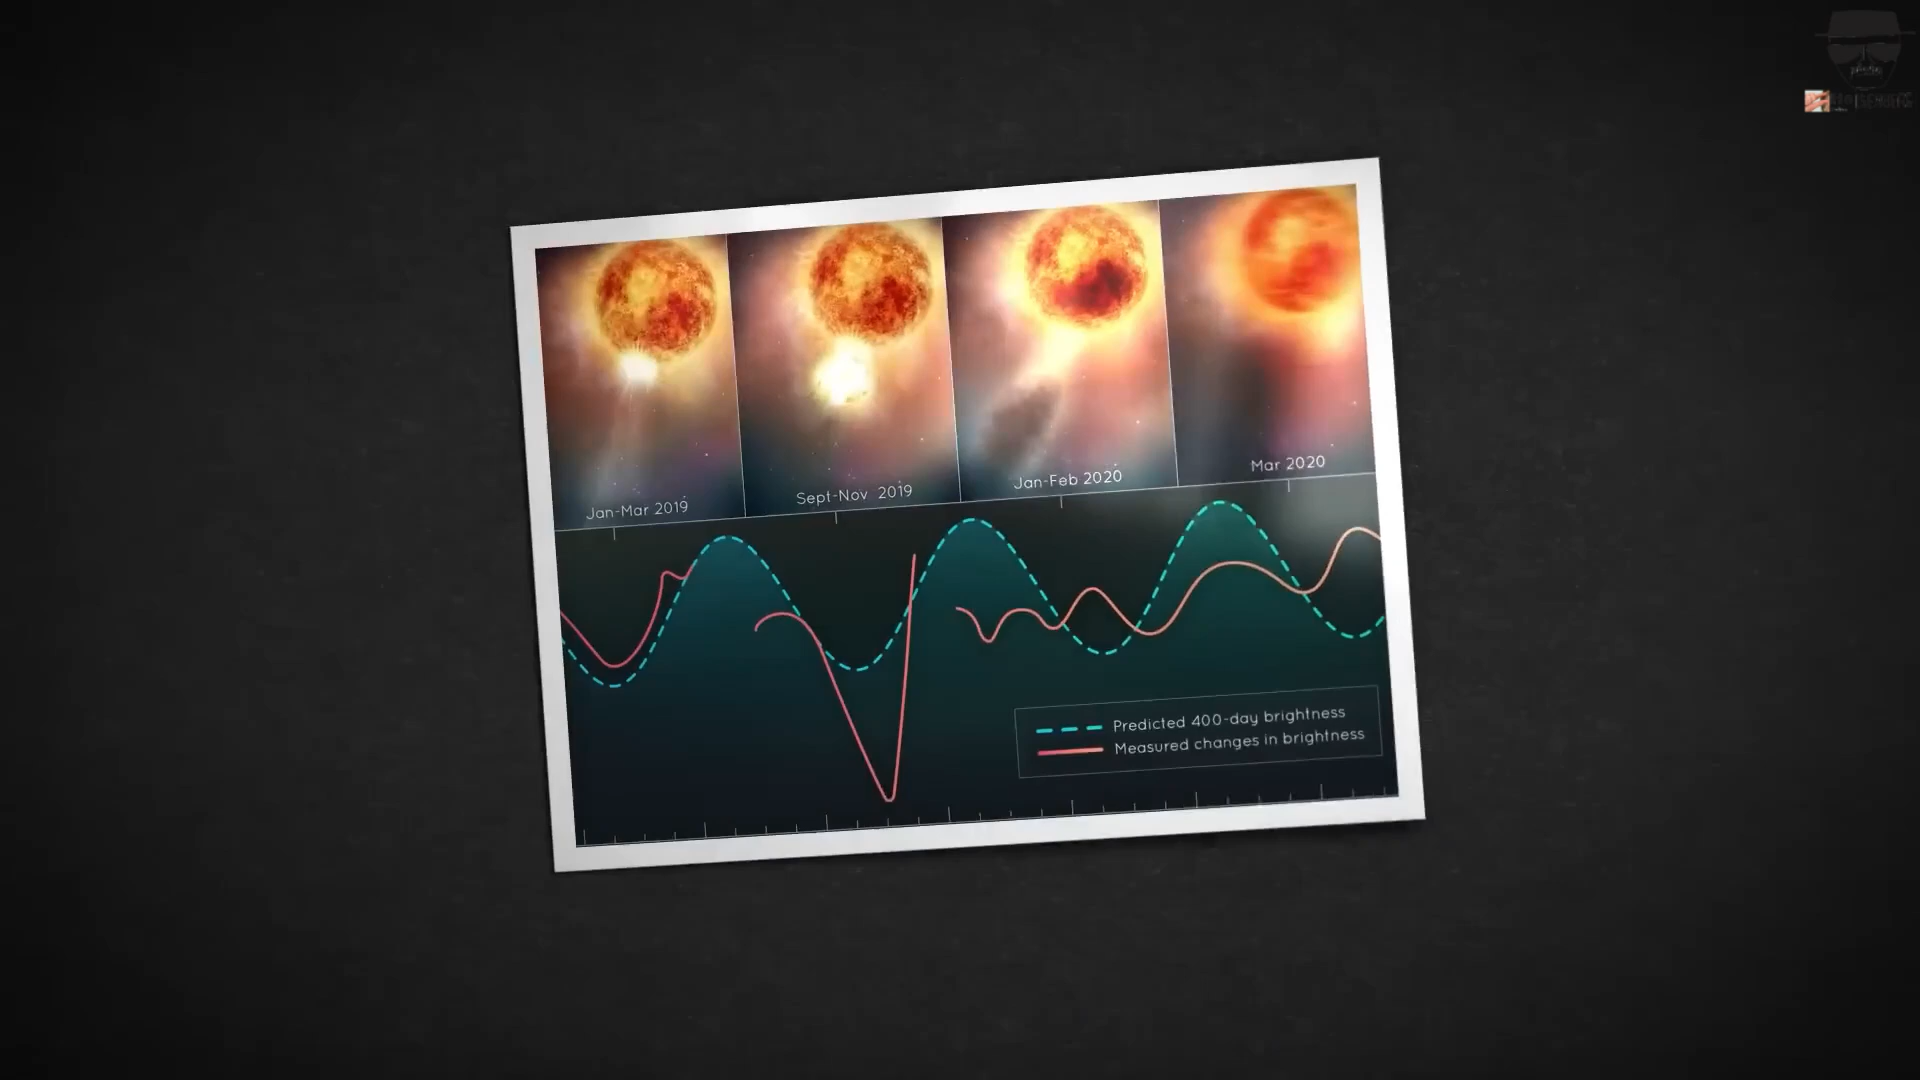 Jan-Mar 2019
Sept-Nov 2019
Jan-Feb 2020
Mar 2020
Predicted 400-day brightness
Measured changes in brightness